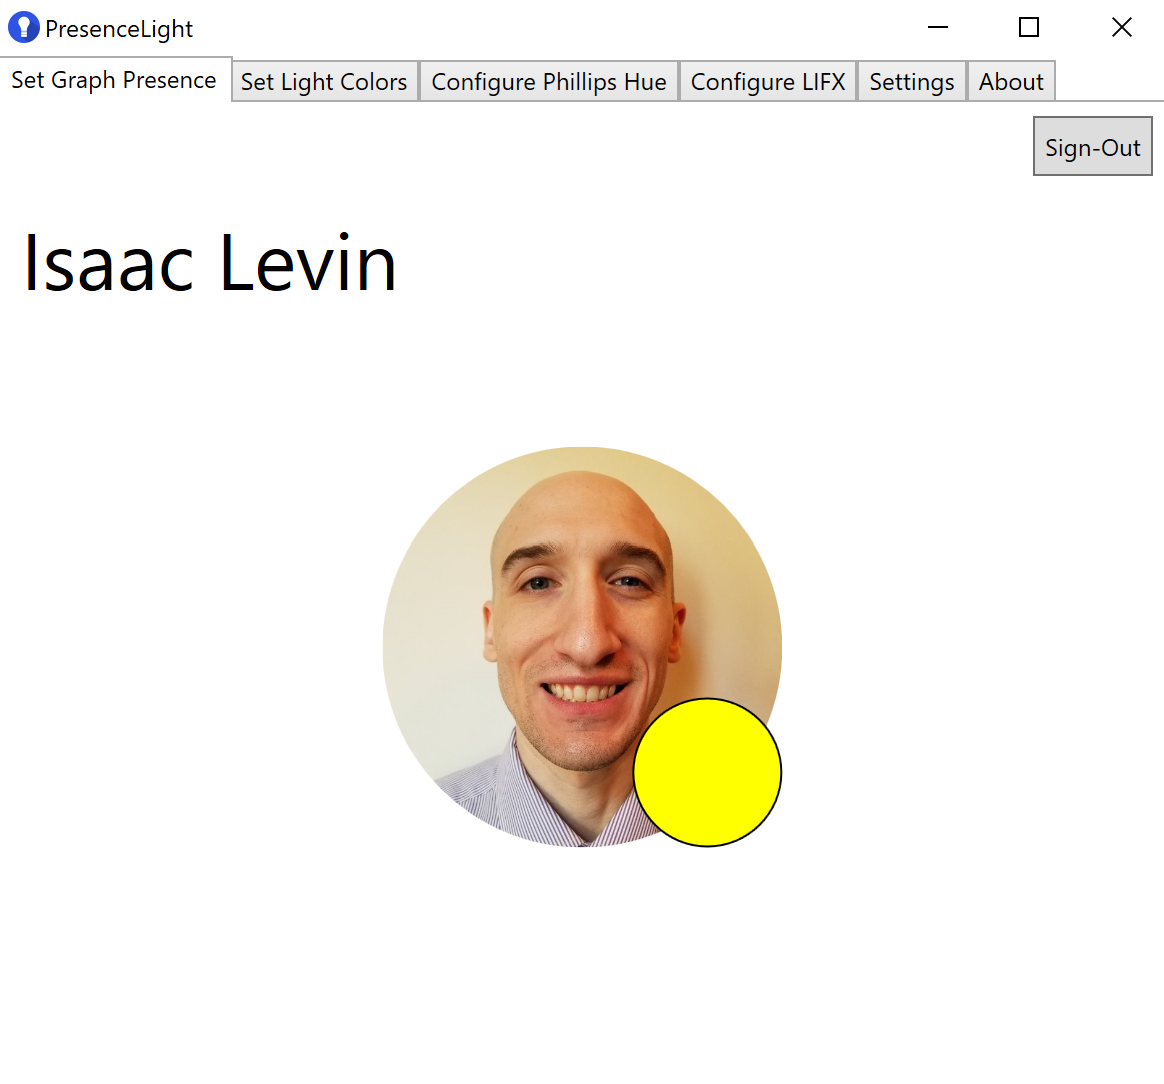 PresenceLight
Set Graph Presence Set Light Colors Configure Phillips Hue Configure LIFX Settings About
Sign-Out
Isaac Levin